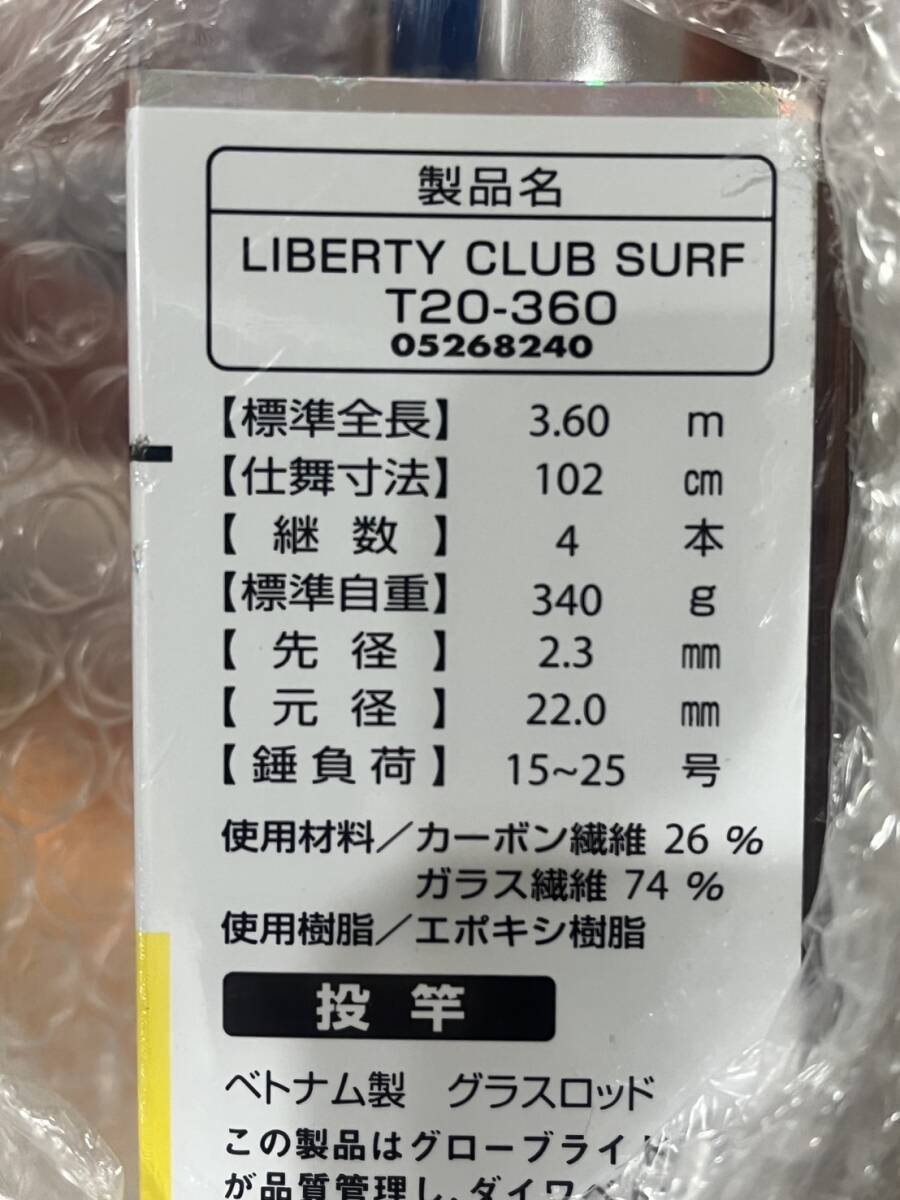 製品名
LIBERTY CLUB SURF
T20-360
05268240
【標準全長】 3.60 m
【仕舞寸法】 102 cm
【継数】 4 本
【標準自重】 340 g
【先径】 2.3 mm
【元径】 22.0 mm
【錘負荷】 15~25 号
使用材料／カーボン繊維 26 %
ガラス繊維 74 %
使用樹脂／エポキシ樹脂
投竿
ベトナム製 グラスロッド
この製品はグローブライ
が品質管理し、ダイワベ